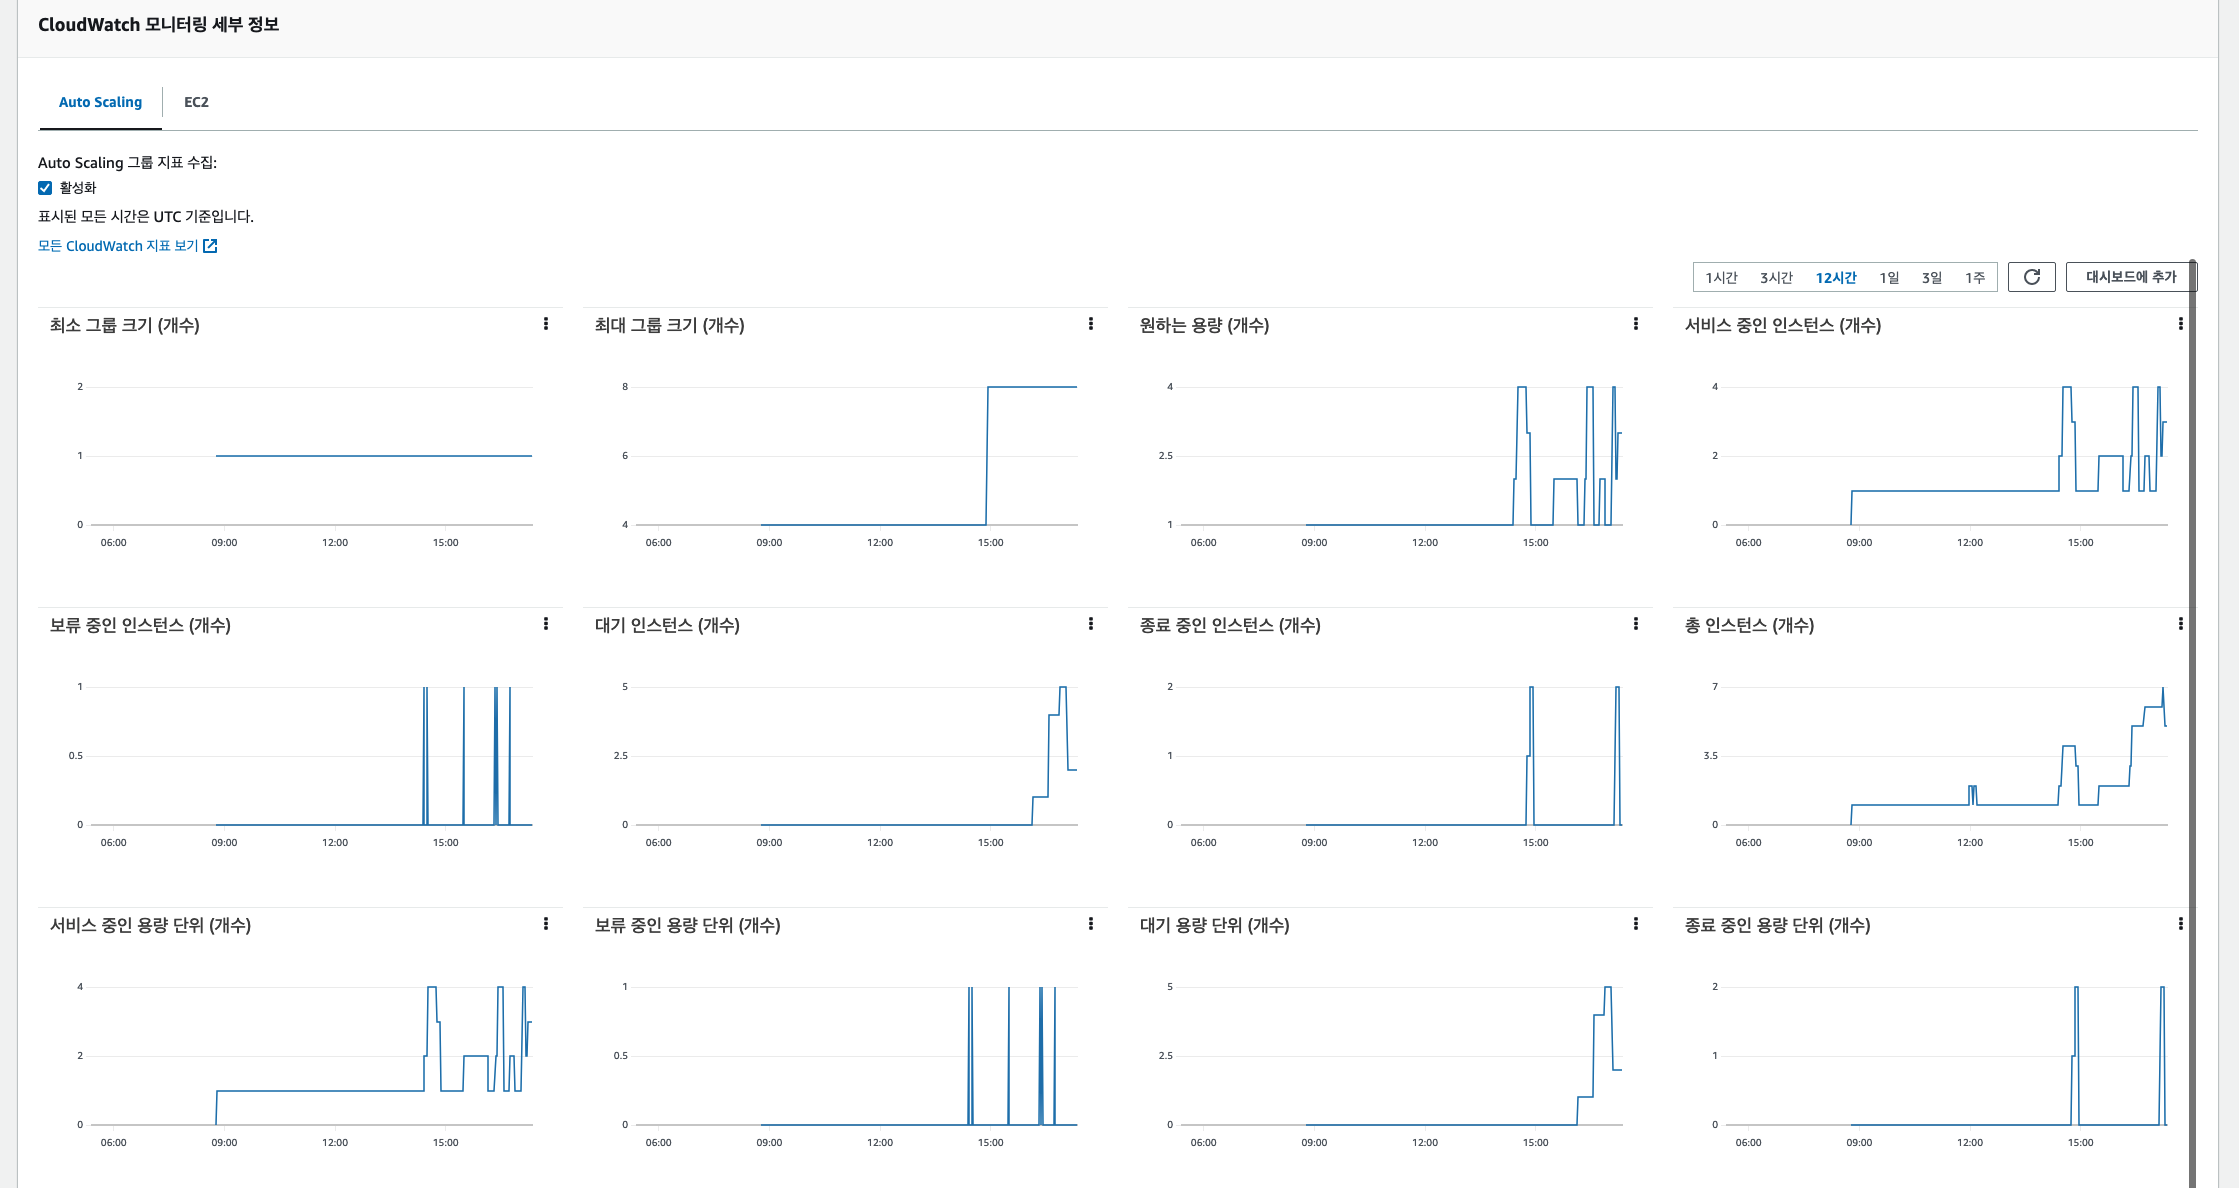 CloudWatch 모니터링 세부 정보
Auto Scaling
EC2
Auto Scaling 그룹 지표 수집:
활성화
표시된 모든 시간은 UTC 기준입니다.
모든 CloudWatch 지표 보기
1시간 3시간 12시간 1일 3일 1주
대시보드에 추가
최소 그룹 크기 (개수)
2
1
0
06:00 09:00 12:00 15:00
최대 그룹 크기 (개수)
8
6
4
06:00 09:00 12:00 15:00
원하는 용량 (개수)
4
2.5
1
06:00 09:00 12:00 15:00
서비스 중인 인스턴스 (개수)
4
2
0
06:00 09:00 12:00 15:00
보류 중인 인스턴스 (개수)
1
0.5
0
06:00 09:00 12:00 15:00
대기 인스턴스 (개수)
5
2.5
0
06:00 09:00 12:00 15:00
종료 중인 인스턴스 (개수)
2
1
0
06:00 09:00 12:00 15:00
총 인스턴스 (개수)
7
3.5
0
06:00 09:00 12:00 15:00
서비스 중인 용량 단위 (개수)
4
2
0
06:00 09:00 12:00 15:00
보류 중인 용량 단위 (개수)
1
0.5
0
06:00 09:00 12:00 15:00
대기 용량 단위 (개수)
5
2.5
0
06:00 09:00 12:00 15:00
종료 중인 용량 단위 (개수)
2
1
0
06:00 09:00 12:00 15:00